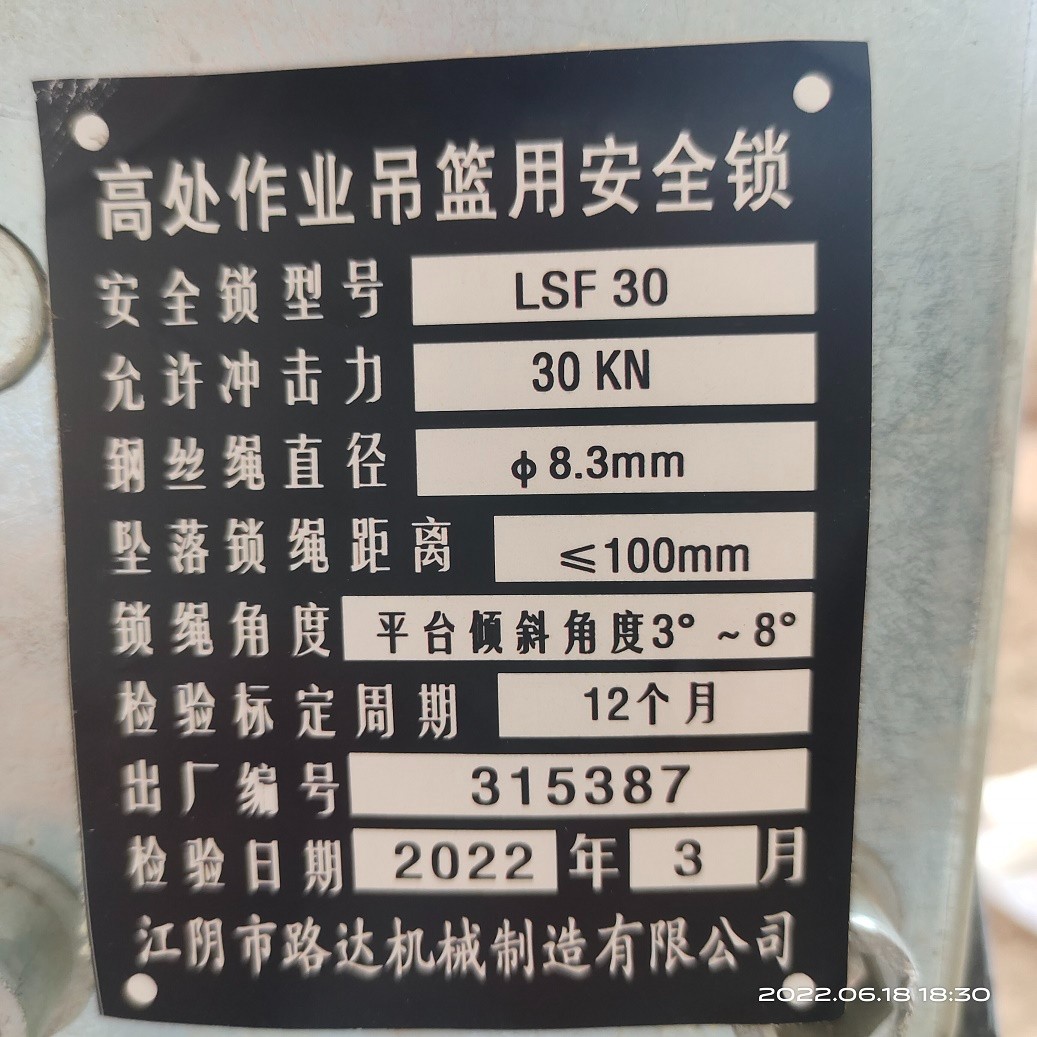 高处作业吊篮用安全锁
安全锁型号 LSF 30
允许冲击力 30 KN
钢丝绳直径 ϕ8.3mm
坠落锁绳距离 ≤100mm
锁绳角度 平台倾斜角度3°~8°
检验标定周期 12个月
出厂编号 315387
检验日期 2022 年 3 月
江阴市路达机械制造有限公司
2022.06.18 18:30